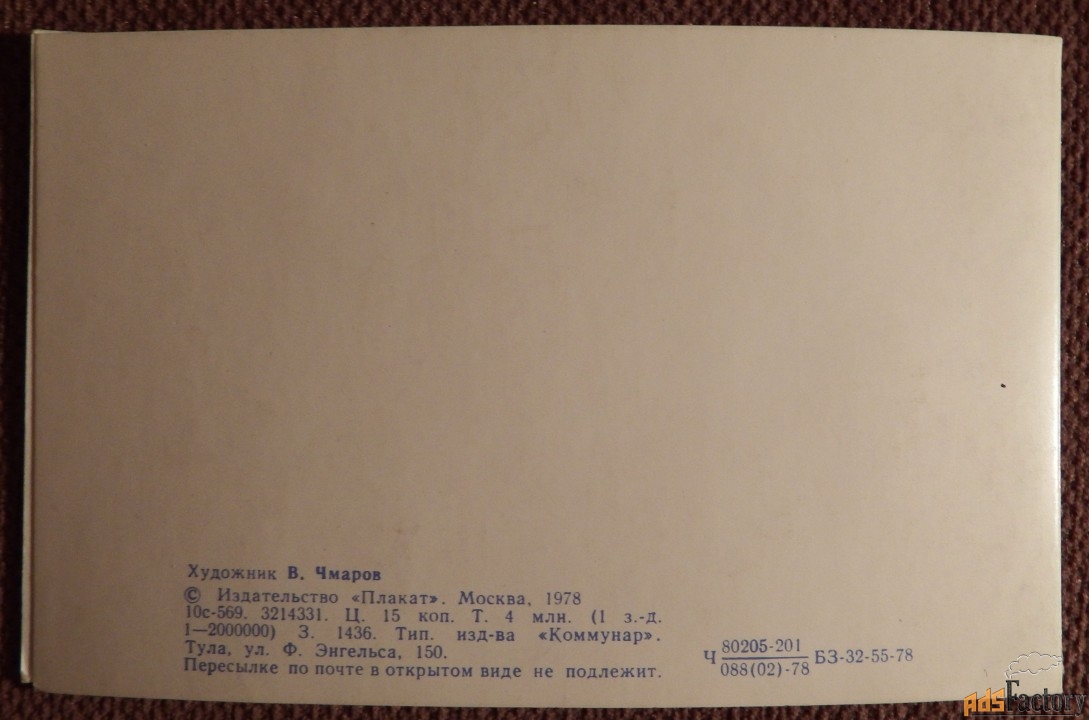 Художник В. Чмаров
© Издательство «Плакат». Москва, 1978
10с-569. 3214331. Ц. 15 коп. Т. 4 млн. (1 з.-д.
1—2000000) З. 1436. Тип. изд-ва «Коммунар».
Тула, ул. Ф. Энгельса, 150.
Пересылке по почте в открытом виде не подлежит.
Ч 80205-201 БЗ-32-55-78
088(02)-78
adsFactory